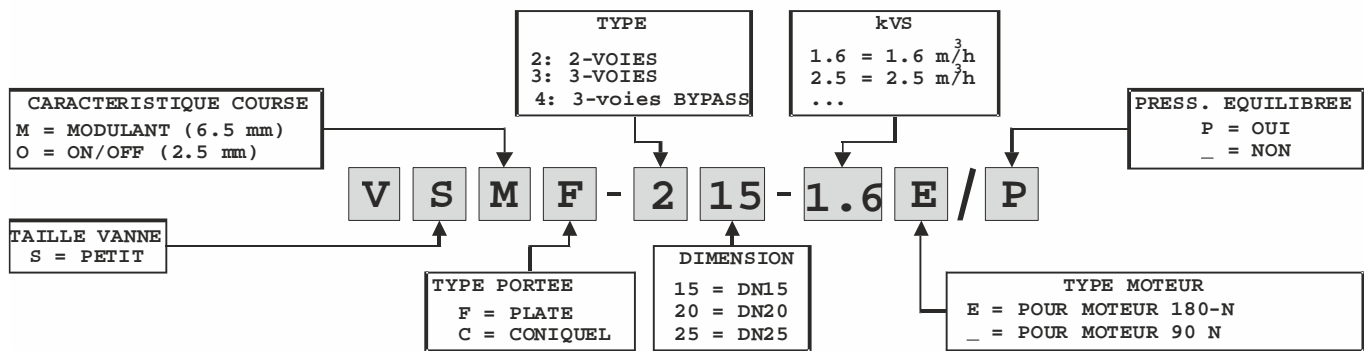 TYPE
2: 2-VOIES
3: 3-VOIES
4: 3-voies BYPASS
kVS
1.6 = 1.6 m³/h
2.5 = 2.5 m³/h
...
CARACTERISTIQUE COURSE
M = MODULANT (6.5 mm)
O = ON/OFF (2.5 mm)
PRESS. EQUILIBREE
P = OUI
_ = NON
V S M F - 2 15 - 1.6 E / P
TAILLE VANNE
S = PETIT
TYPE PORTEE
F = PLATE
C = CONIQUEL
DIMENSION
15 = DN15
20 = DN20
25 = DN25
TYPE MOTEUR
E = POUR MOTEUR 180-N
_ = POUR MOTEUR 90 N